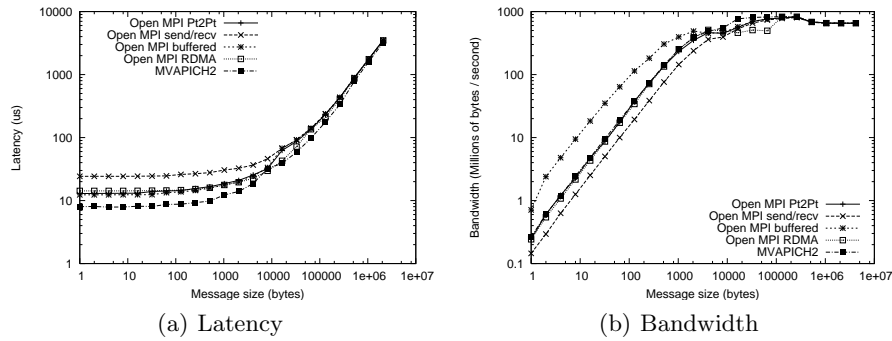 Latency (us)
10000
1000
100
10
1
Open MPI Pt2Pt
Open MPI send/recv
Open MPI buffered
Open MPI RDMA
MVAPICH2
1 10 100 1000 10000 100000 1e+06 1e+07
Message size (bytes)
(a) Latency
Bandwidth (Millions of bytes / second)
1000
100
10
1
0.1
Open MPI Pt2Pt
Open MPI send/recv
Open MPI buffered
Open MPI RDMA
MVAPICH2
1 10 100 1000 10000 100000 1e+06 1e+07
Message size (bytes)
(b) Bandwidth